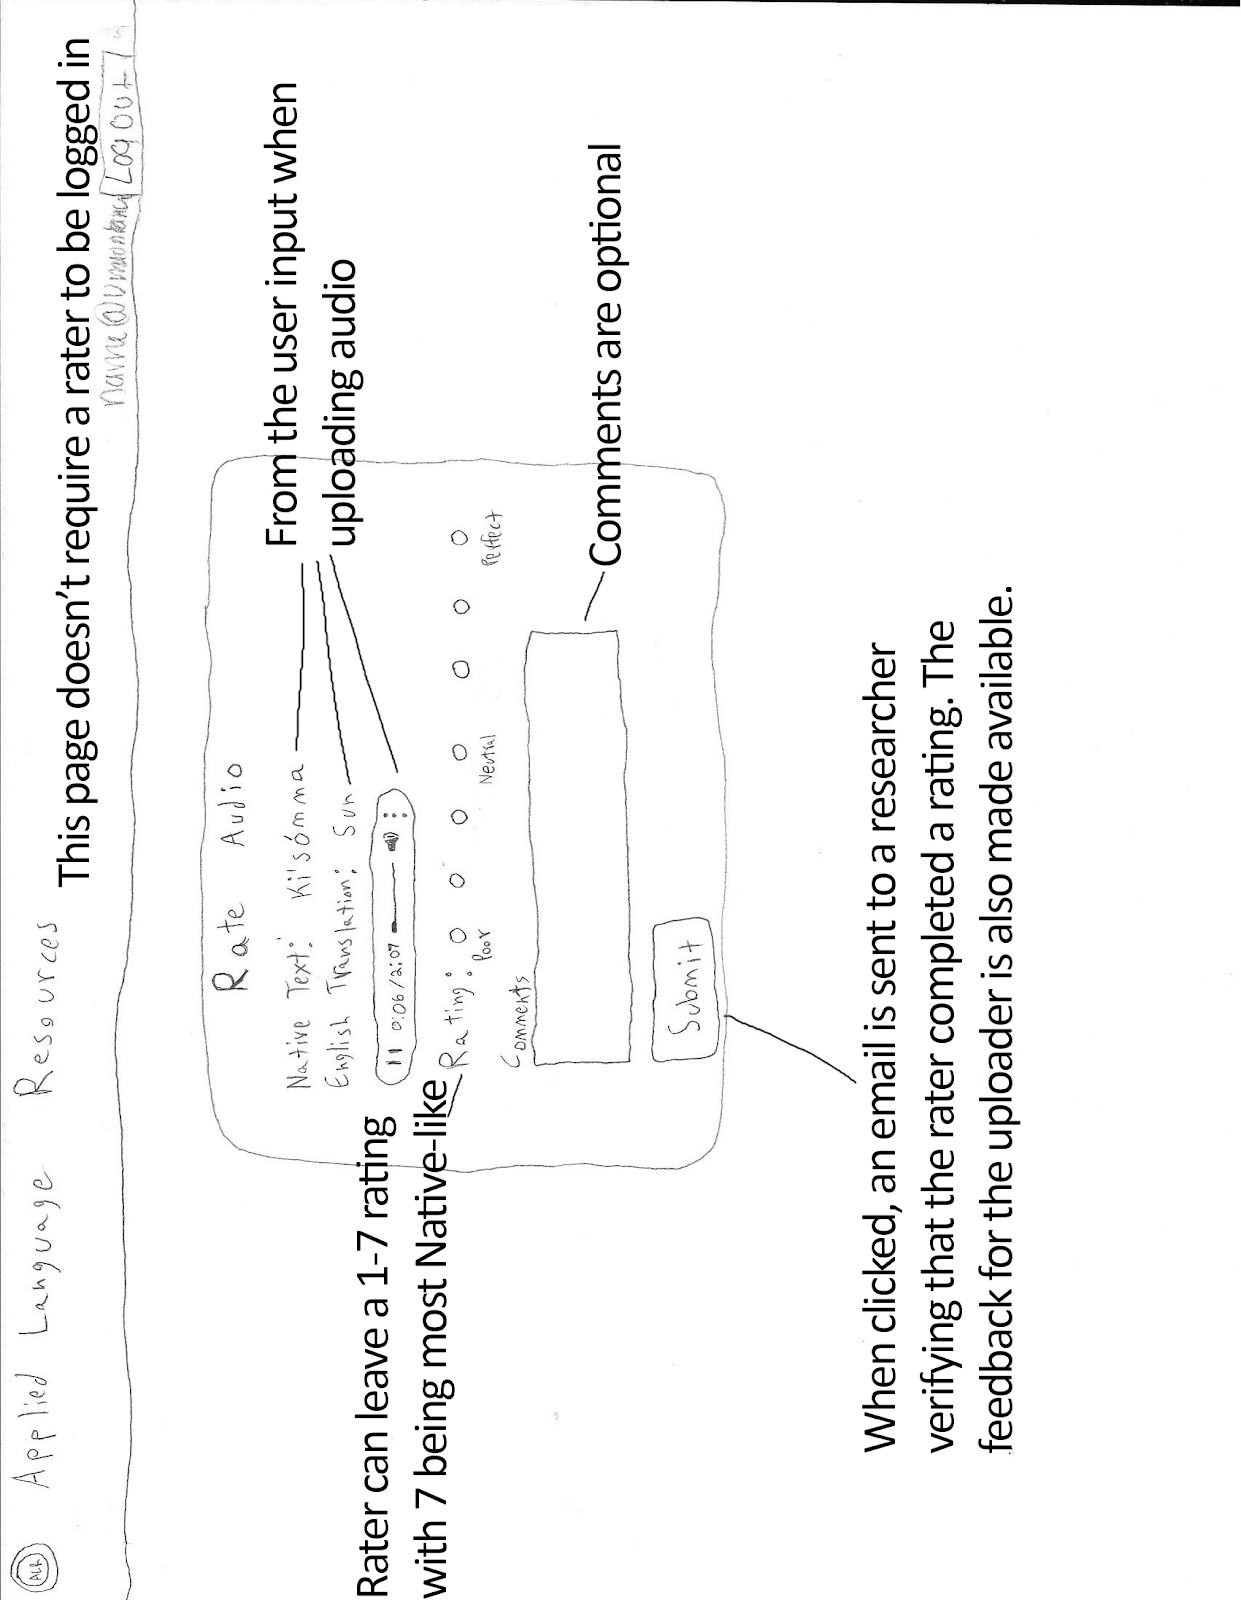 ALR
Applied Language Resources
This page doesn't require a rater to be logged in
Logout
Rate Audio
Native Text: Ki'sómma
English Translation: Sun
0:06/2:07
From the user input when
uploading audio
Rater can leave a 1-7 rating
with 7 being most Native-like
Rating:
Poor Neutral Perfect
Comments
Comments are optional
Submit
When clicked, an email is sent to a researcher
verifying that the rater completed a rating. The
feedback for the uploader is also made available.